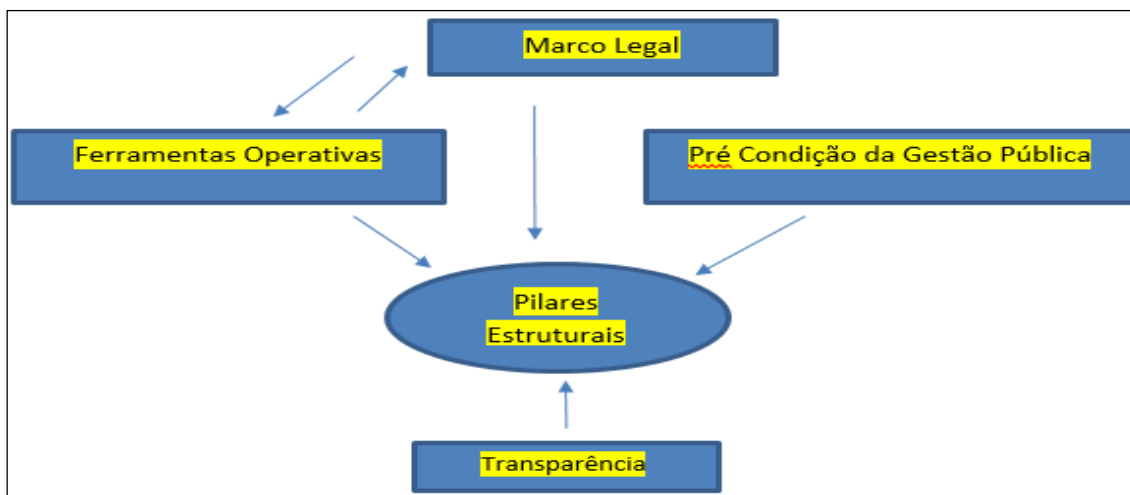 Marco Legal
Ferramentas Operativas
Pré Condição da Gestão Pública
Pilares
Estruturais
Transparência